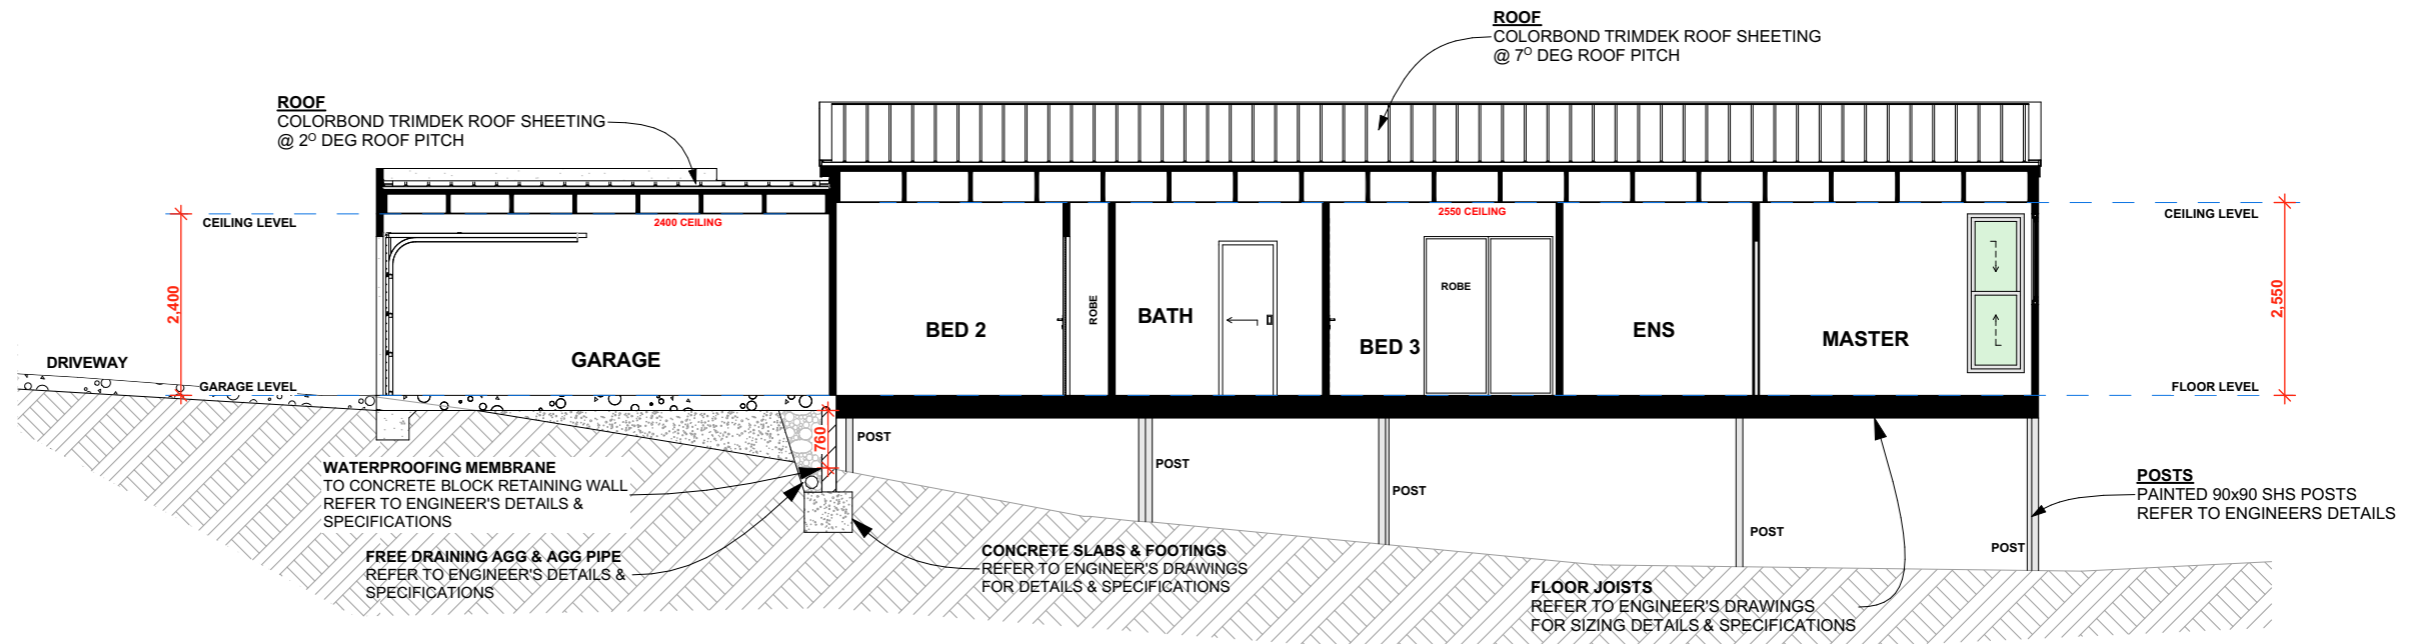 ROOF
COLORBOND TRIMDEK ROOF SHEETING
@ 7° DEG ROOF PITCH
ROOF
COLORBOND TRIMDEK ROOF SHEETING
@ 2° DEG ROOF PITCH
CEILING LEVEL
2400 CEILING
2550 CEILING
CEILING LEVEL
2,400
2,550
ROBE
ROBE
BATH
BED 2
BED 3
ENS
MASTER
GARAGE
DRIVEWAY
GARAGE LEVEL
FLOOR LEVEL
760
POST
POST
POST
POST
POST
WATERPROOFING MEMBRANE
TO CONCRETE BLOCK RETAINING WALL
REFER TO ENGINEER'S DETAILS &
SPECIFICATIONS
POSTS
PAINTED 90x90 SHS POSTS
REFER TO ENGINEERS DETAILS
FREE DRAINING AGG & AGG PIPE
REFER TO ENGINEER'S DETAILS &
SPECIFICATIONS
CONCRETE SLABS & FOOTINGS
REFER TO ENGINEER'S DRAWINGS
FOR DETAILS & SPECIFICATIONS
FLOOR JOISTS
REFER TO ENGINEER'S DRAWINGS
FOR SIZING DETAILS & SPECIFICATIONS